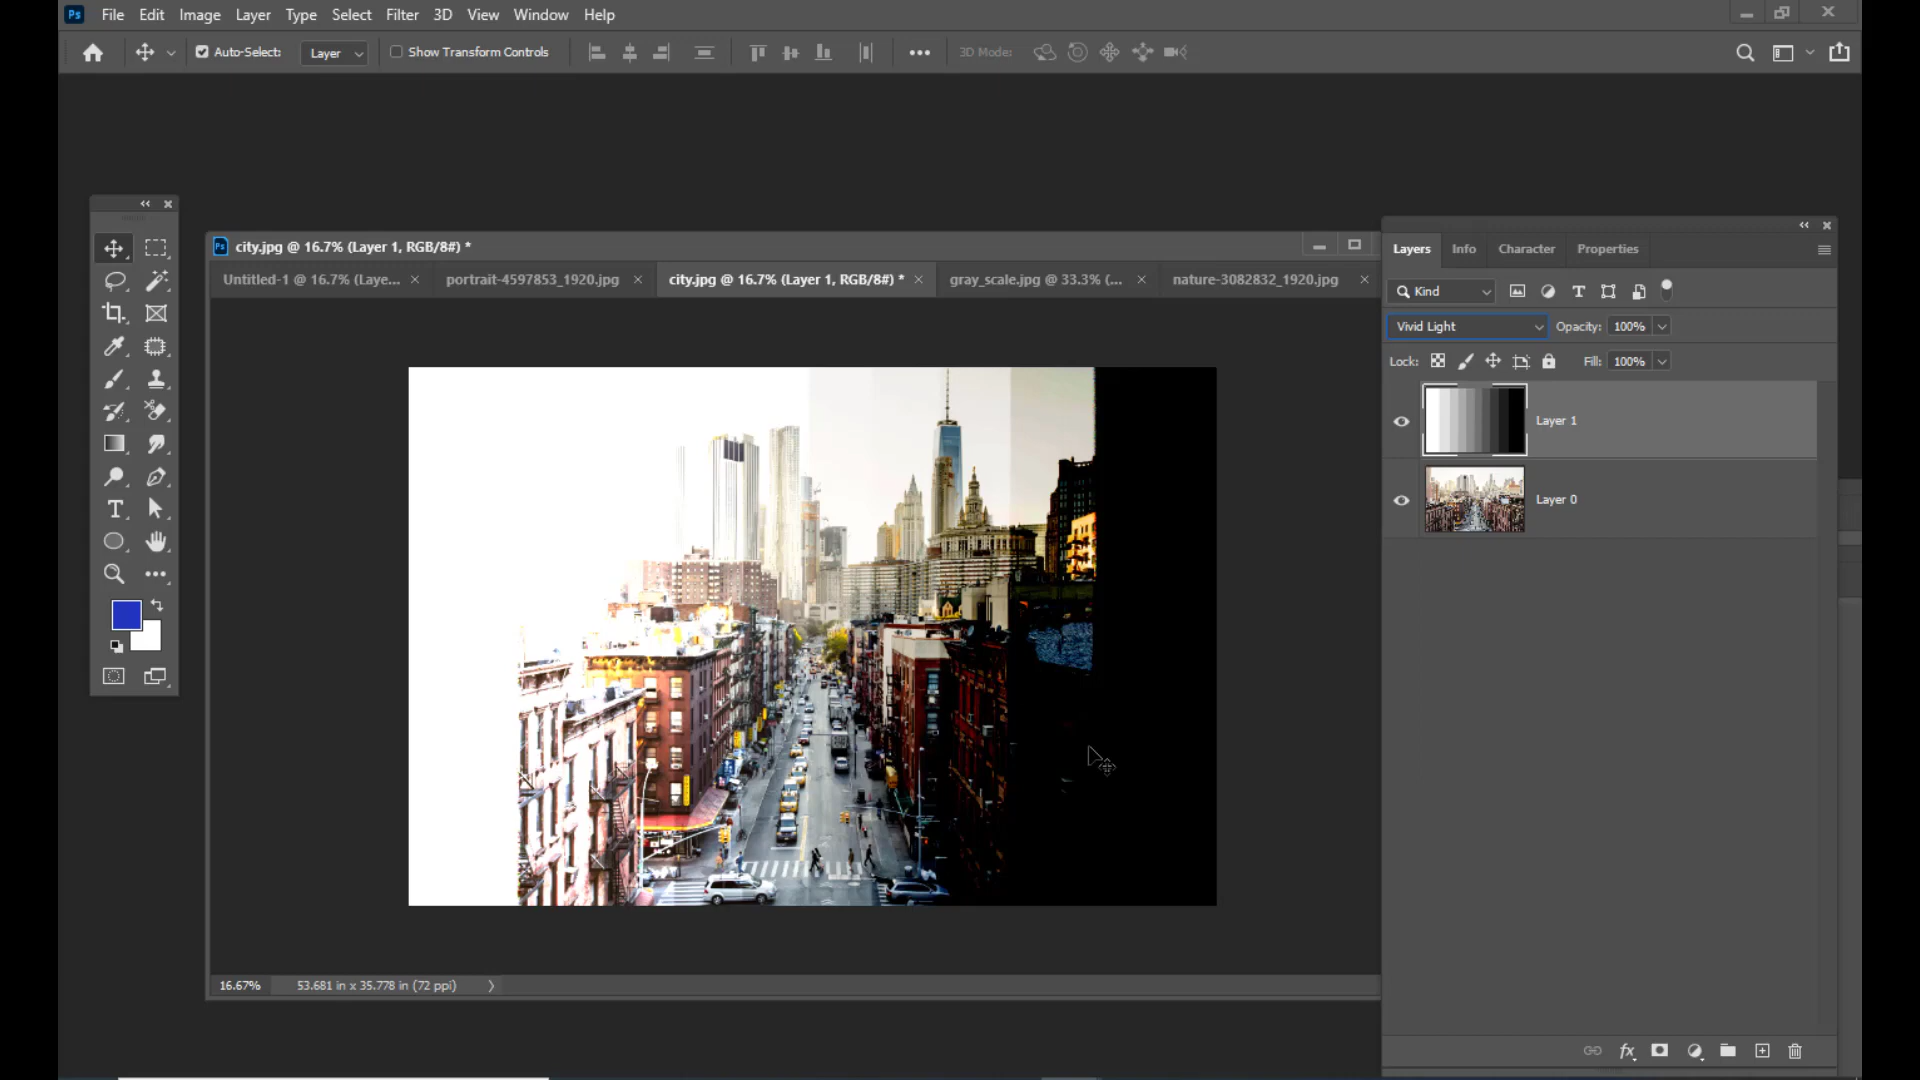 Ps File Edit Image Layer Type Select Filter 3D View Window Help
Auto-Select: Layer Show Transform Controls 3D Mode:
Ps city.jpg @ 16.7% (Layer 1, RGB/8#) *
Untitled-1 @ 16.7% (Laye... portrait-4597853_1920.jpg city.jpg @ 16.7% (Layer 1, RGB/8#) * gray_scale.jpg @ 33.3% (... nature-3082832_1920.jpg
Layers Info Character Properties
Kind
Vivid Light Opacity: 100%
Lock: Fill: 100%
Layer 1
Layer 0
16.67% 53.681 in x 35.778 in (72 ppi)
fx